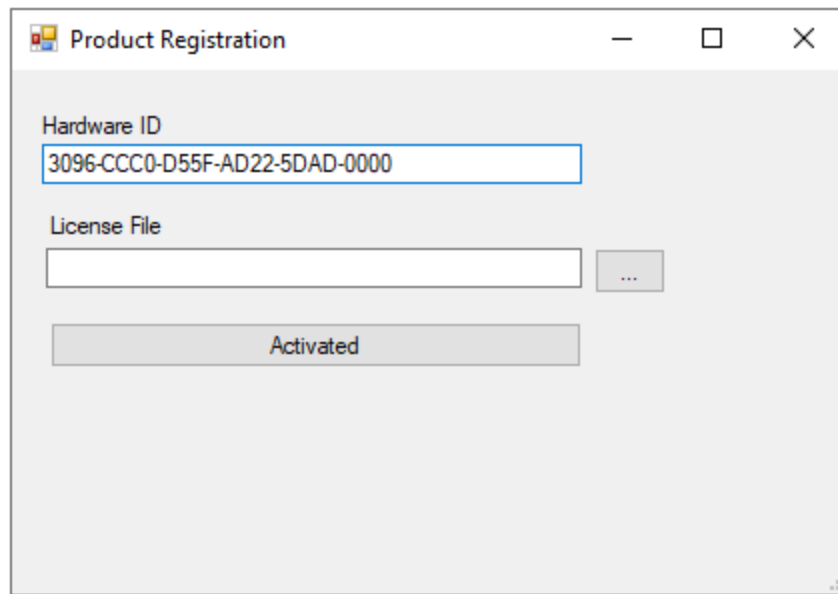 Product Registration
Hardware ID
3096-CCC0-D55F-AD22-5DAD-0000
License File
...
Activated